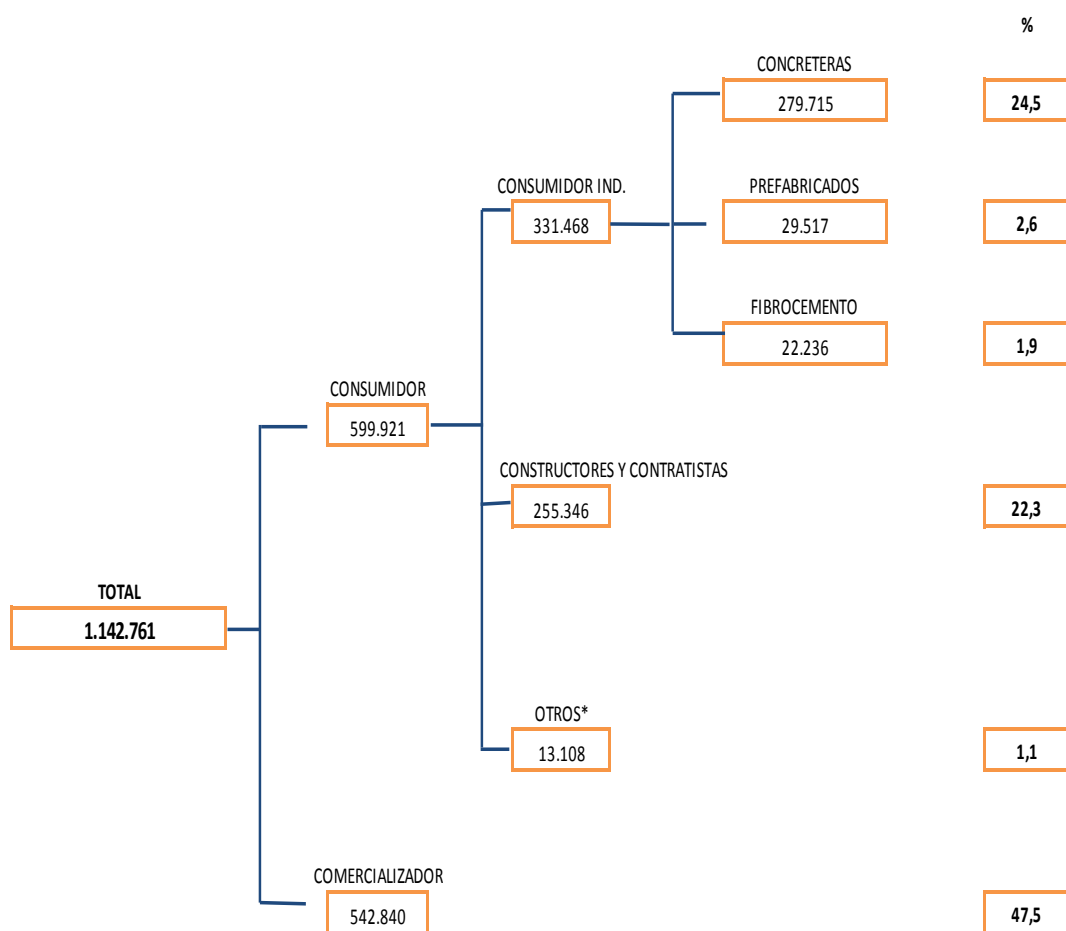 %
CONCRETERAS
279.715
24,5
CONSUMIDOR IND.
PREFABRICADOS
331.468
29.517
2,6
FIBROCEMENTO
22.236
1,9
CONSUMIDOR
599.921
CONSTRUCTORES Y CONTRATISTAS
255.346
22,3
TOTAL
1.142.761
OTROS*
13.108
1,1
COMERCIALIZADOR
542.840
47,5